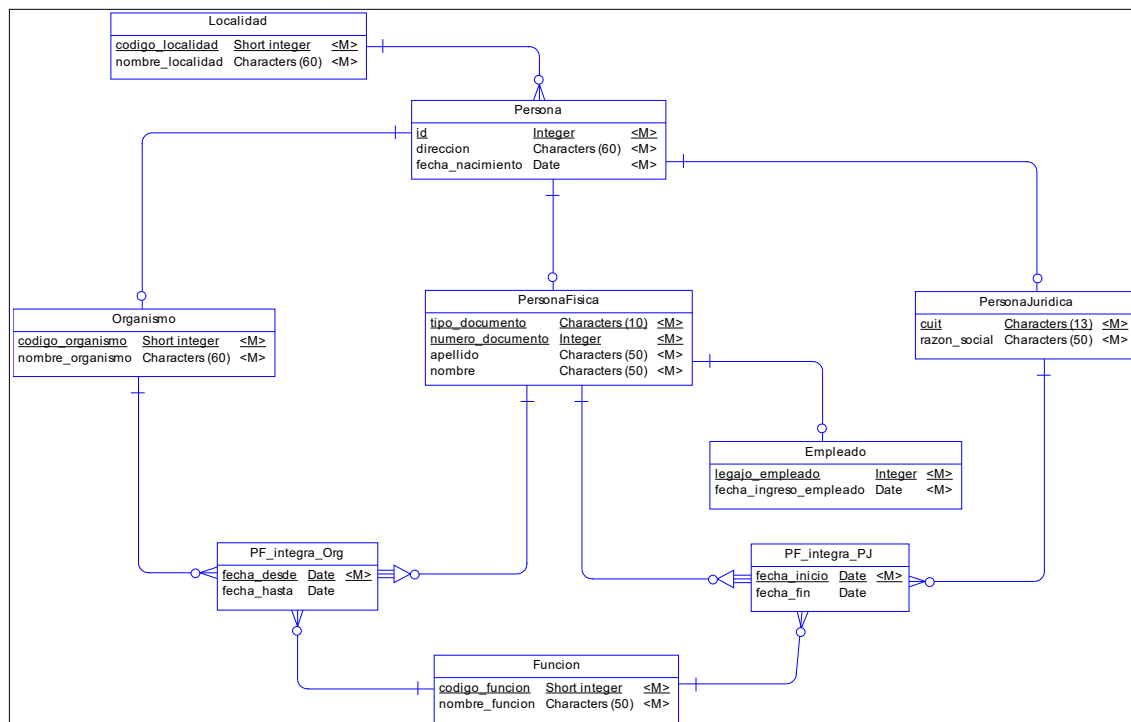 Localidad
codigo_localidad Short integer <M>
nombre_localidad Characters (60) <M>
Persona
id Integer <M>
direccion Characters (60) <M>
fecha_nacimiento Date <M>
Organismo
codigo_organismo Short integer <M>
nombre_organismo Characters (60) <M>
PersonaFisica
tipo_documento Characters (10) <M>
numero_documento Integer <M>
apellido Characters (50) <M>
nombre Characters (50) <M>
PersonaJuridica
cuit Characters (13) <M>
razon_social Characters (50) <M>
Empleado
legajo_empleado Integer <M>
fecha_ingreso_empleado Date <M>
PF_integra_Org
fecha_desde Date <M>
fecha_hasta Date
PF_integra_PJ
fecha_inicio Date <M>
fecha_fin Date
Funcion
codigo_funcion Short integer <M>
nombre_funcion Characters (50) <M>